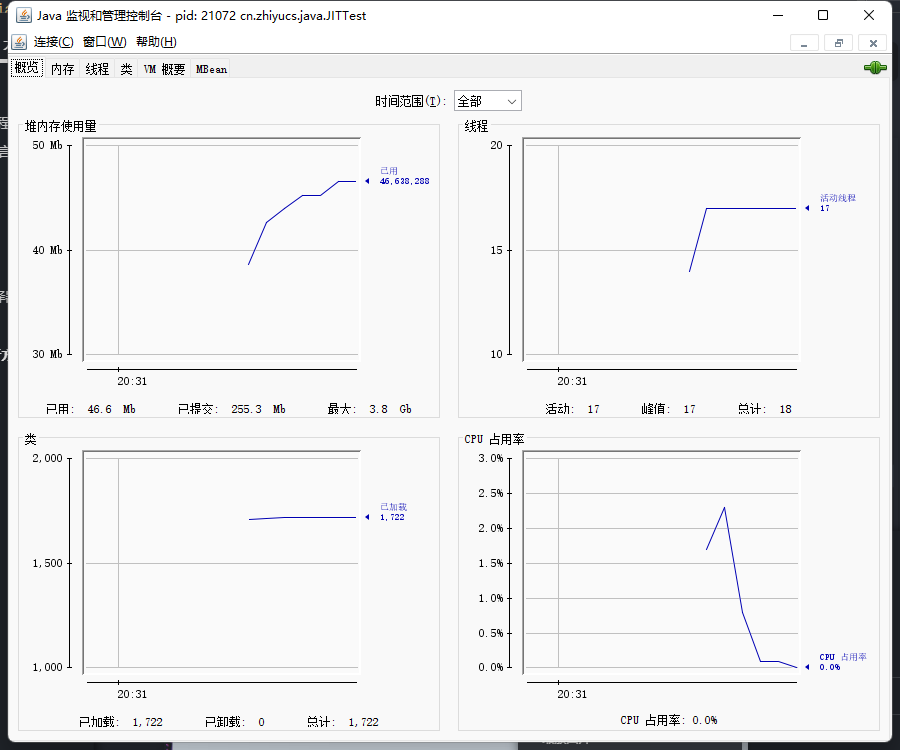 Java 监视和管理控制台 - pid: 21072 cn.zhiyucs.java.JITTest
连接(C) 窗口(W) 帮助(H)
概览 内存 线程 类 VM 概要 MBean
时间范围(T): 全部
堆内存使用量
50 Mb
40 Mb
30 Mb
已用
46,638,288
20:31
已用: 46.6 Mb 已提交: 255.3 Mb 最大: 3.8 Gb
线程
20
15
10
活动线程
17
20:31
活动: 17 峰值: 17 总计: 18
类
2,000
1,500
1,000
已加载
1,722
20:31
已加载: 1,722 已卸载: 0 总计: 1,722
CPU 占用率
3.0%
2.5%
2.0%
1.5%
1.0%
0.5%
0.0%
CPU 占用率
0.0%
20:31
CPU 占用率: 0.0%